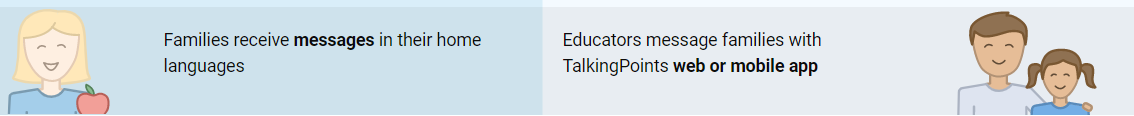 Families receive messages in their home
languages
Educators message families with
TalkingPoints web or mobile app